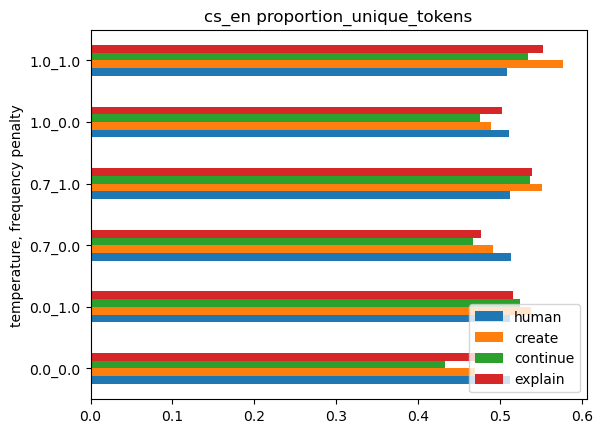 cs_en proportion_unique_tokens
temperature, frequency penalty
1.0_1.0
1.0_0.0
0.7_1.0
0.7_0.0
0.0_1.0
0.0_0.0
human
create
continue
explain
0.0 0.1 0.2 0.3 0.4 0.5 0.6